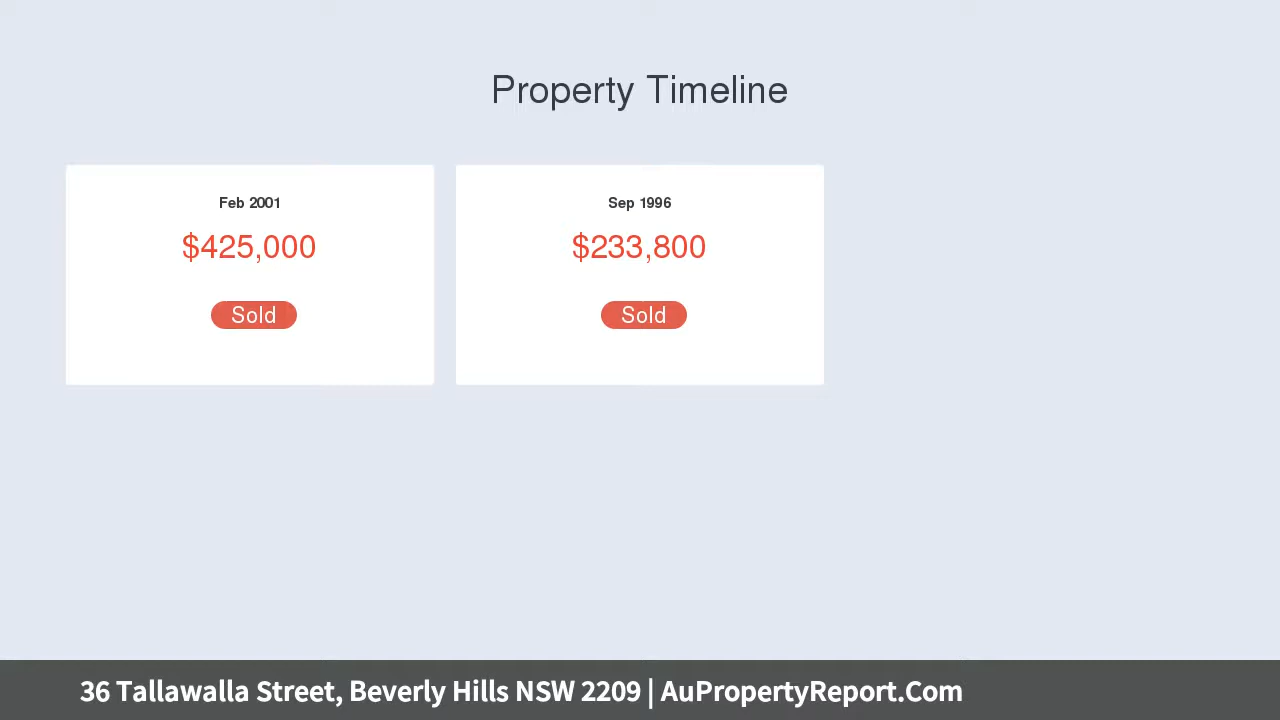 Property Timeline
Feb 2001
$425,000
Sold
Sep 1996
$233,800
Sold
36 Tallawalla Street, Beverly Hills NSW 2209 | AuPropertyReport.Com